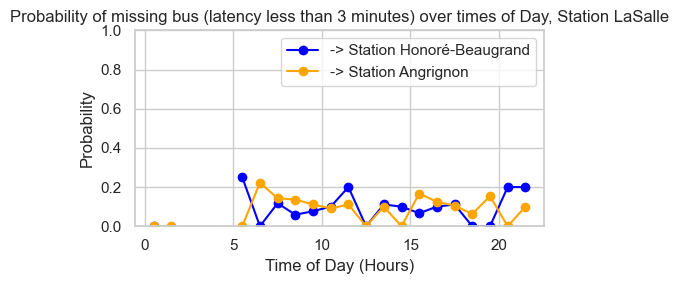 Probability of missing bus (latency less than 3 minutes) over times of Day, Station LaSalle
1.0
-> Station Honoré-Beaugrand
-> Station Angrignon
0.8
0.6
0.4
0.2
0.0
Probability
0 5 10 15 20
Time of Day (Hours)